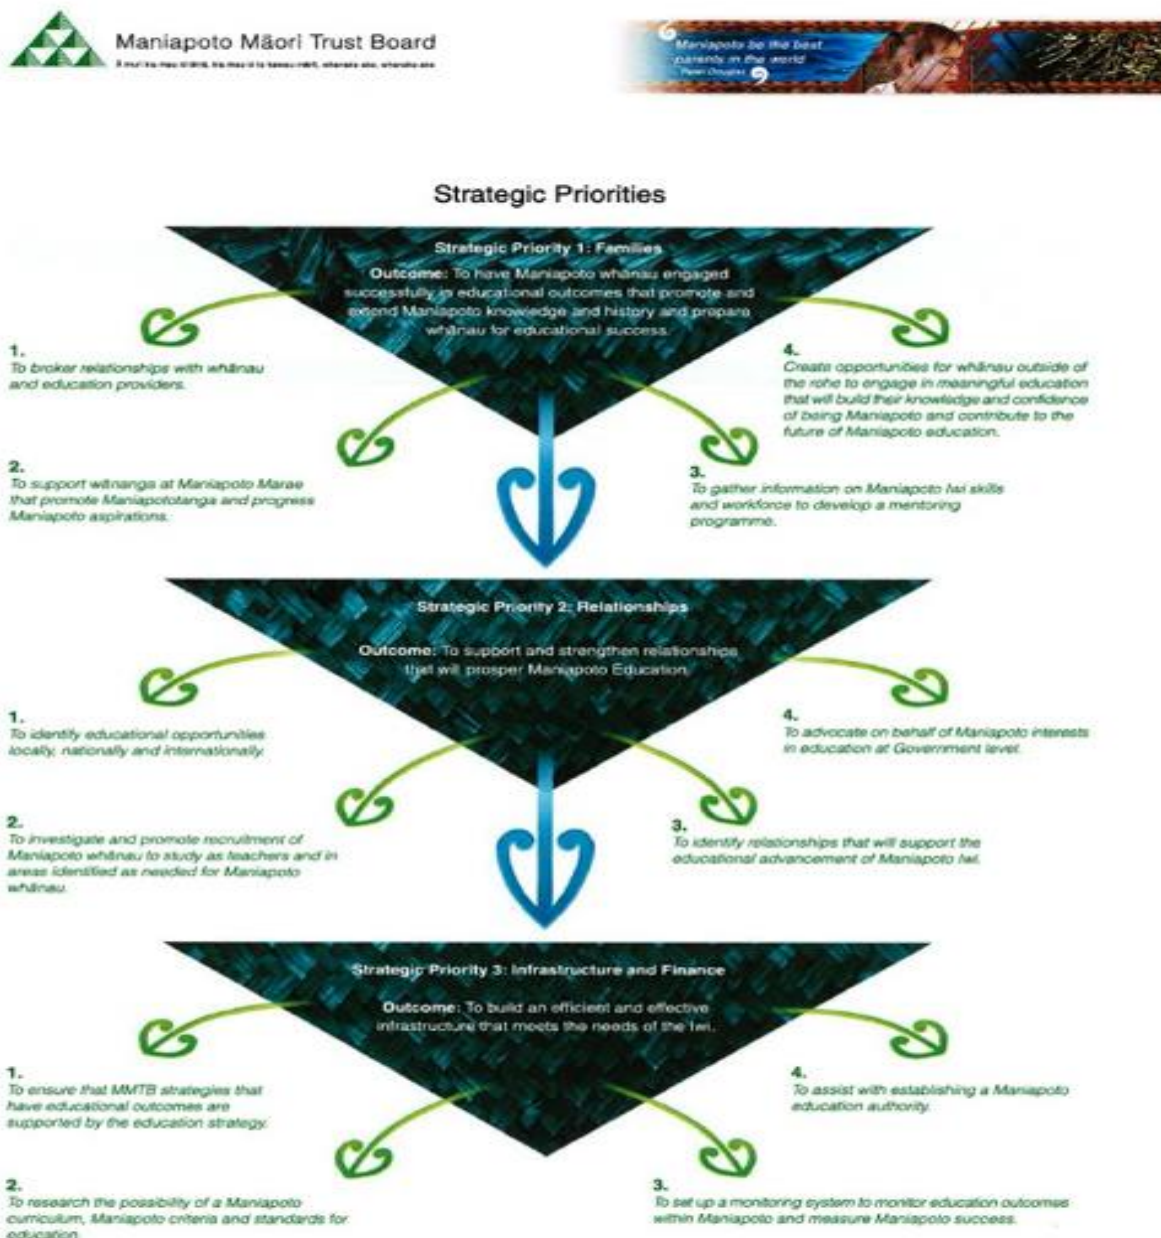 Maniapoto Māori Trust Board
Maniapoto be the best
parents in the world
Strategic Priorities
Strategic Priority 1: Families
Outcome: To have Maniapoto whānau engaged
successfully in educational outcomes that promote and
extend Maniapoto knowledge and history and prepare
whānau for educational success.
1.
To broker relationships with whānau
and education providers.
2.
To support wānanga at Maniapoto Marae
that promote Maniapototanga and progress
Maniapoto aspirations.
3.
To gather information on Maniapoto Iwi skills
and workforce to develop a mentoring
programme.
4.
Create opportunities for whānau outside of
the rohe to engage in meaningful education
that will build their knowledge and confidence
of being Maniapoto and contribute to the
future of Maniapoto education.
Strategic Priority 2: Relationships
Outcome: To support and strengthen relationships
that will prosper Maniapoto Education.
1.
To identify educational opportunities
locally, nationally and internationally.
2.
To investigate and promote recruitment of
Maniapoto whānau to study as teachers and in
areas identified as needed for Maniapoto
whānau.
3.
To identify relationships that will support the
educational advancement of Maniapoto Iwi.
4.
To advocate on behalf of Maniapoto interests
in education at Government level.
Strategic Priority 3: Infrastructure and Finance
Outcome: To build an efficient and effective
infrastructure that meets the needs of the Iwi.
1.
To ensure that MMTB strategies that
have educational outcomes are
supported by the education strategy.
2.
To research the possibility of a Maniapoto
curriculum, Maniapoto criteria and standards for
education.
3.
To set up a monitoring system to monitor education outcomes
within Maniapoto and measure Maniapoto success.
4.
To assist with establishing a Maniapoto
education authority.